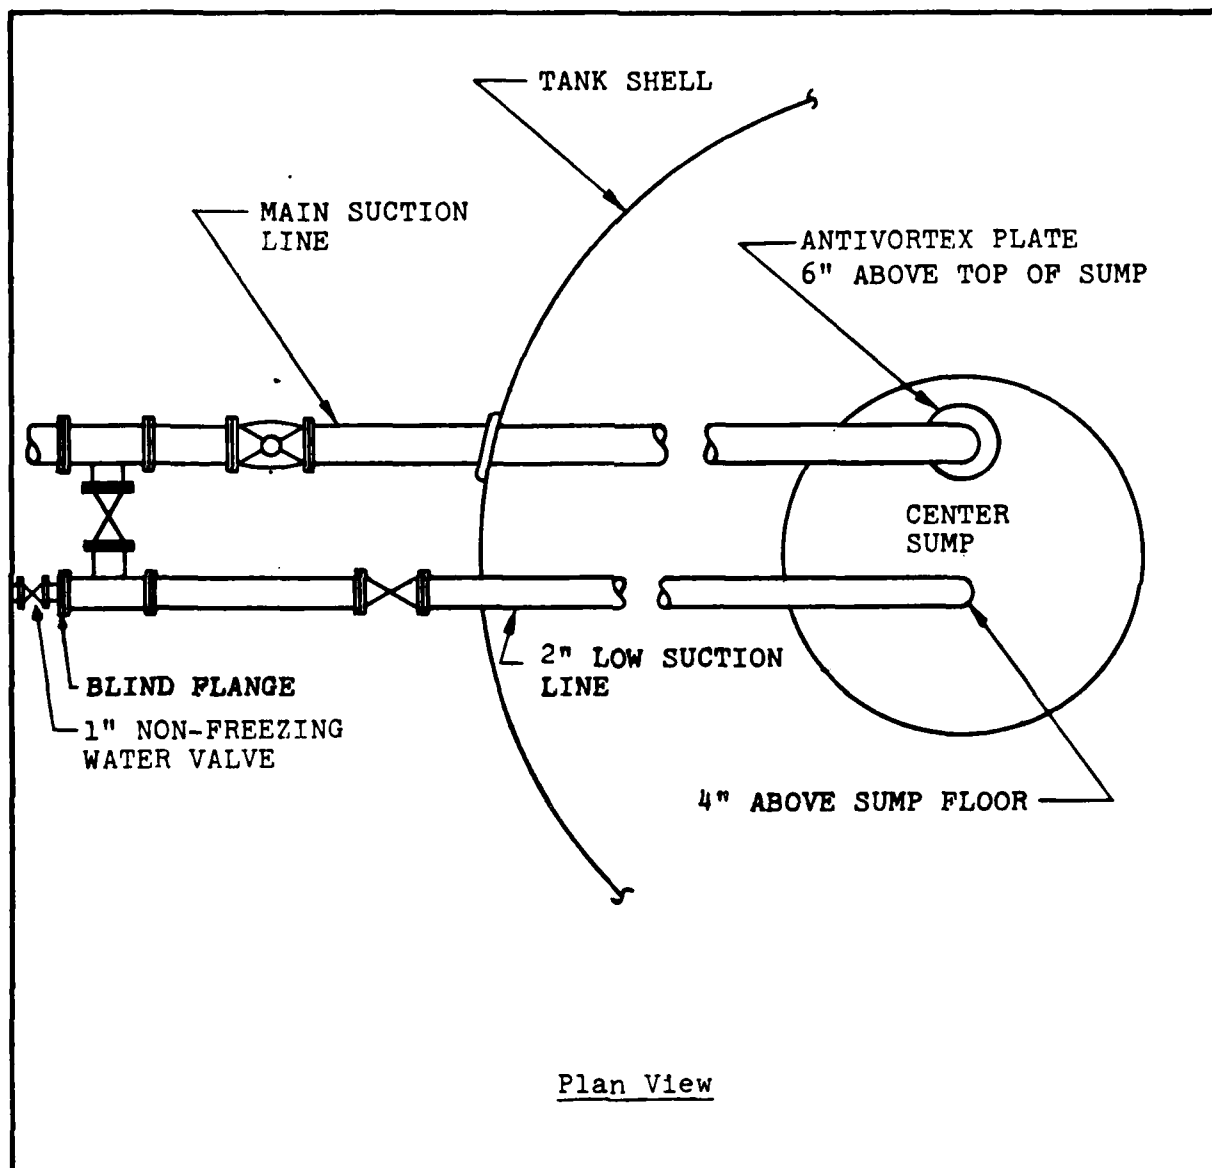 TANK SHELL
MAIN SUCTION
LINE
ANTIVORTEX PLATE
6" ABOVE TOP OF SUMP
CENTER
SUMP
2" LOW SUCTION
LINE
BLIND FLANGE
1" NON-FREEZING
WATER VALVE
4" ABOVE SUMP FLOOR
Plan View